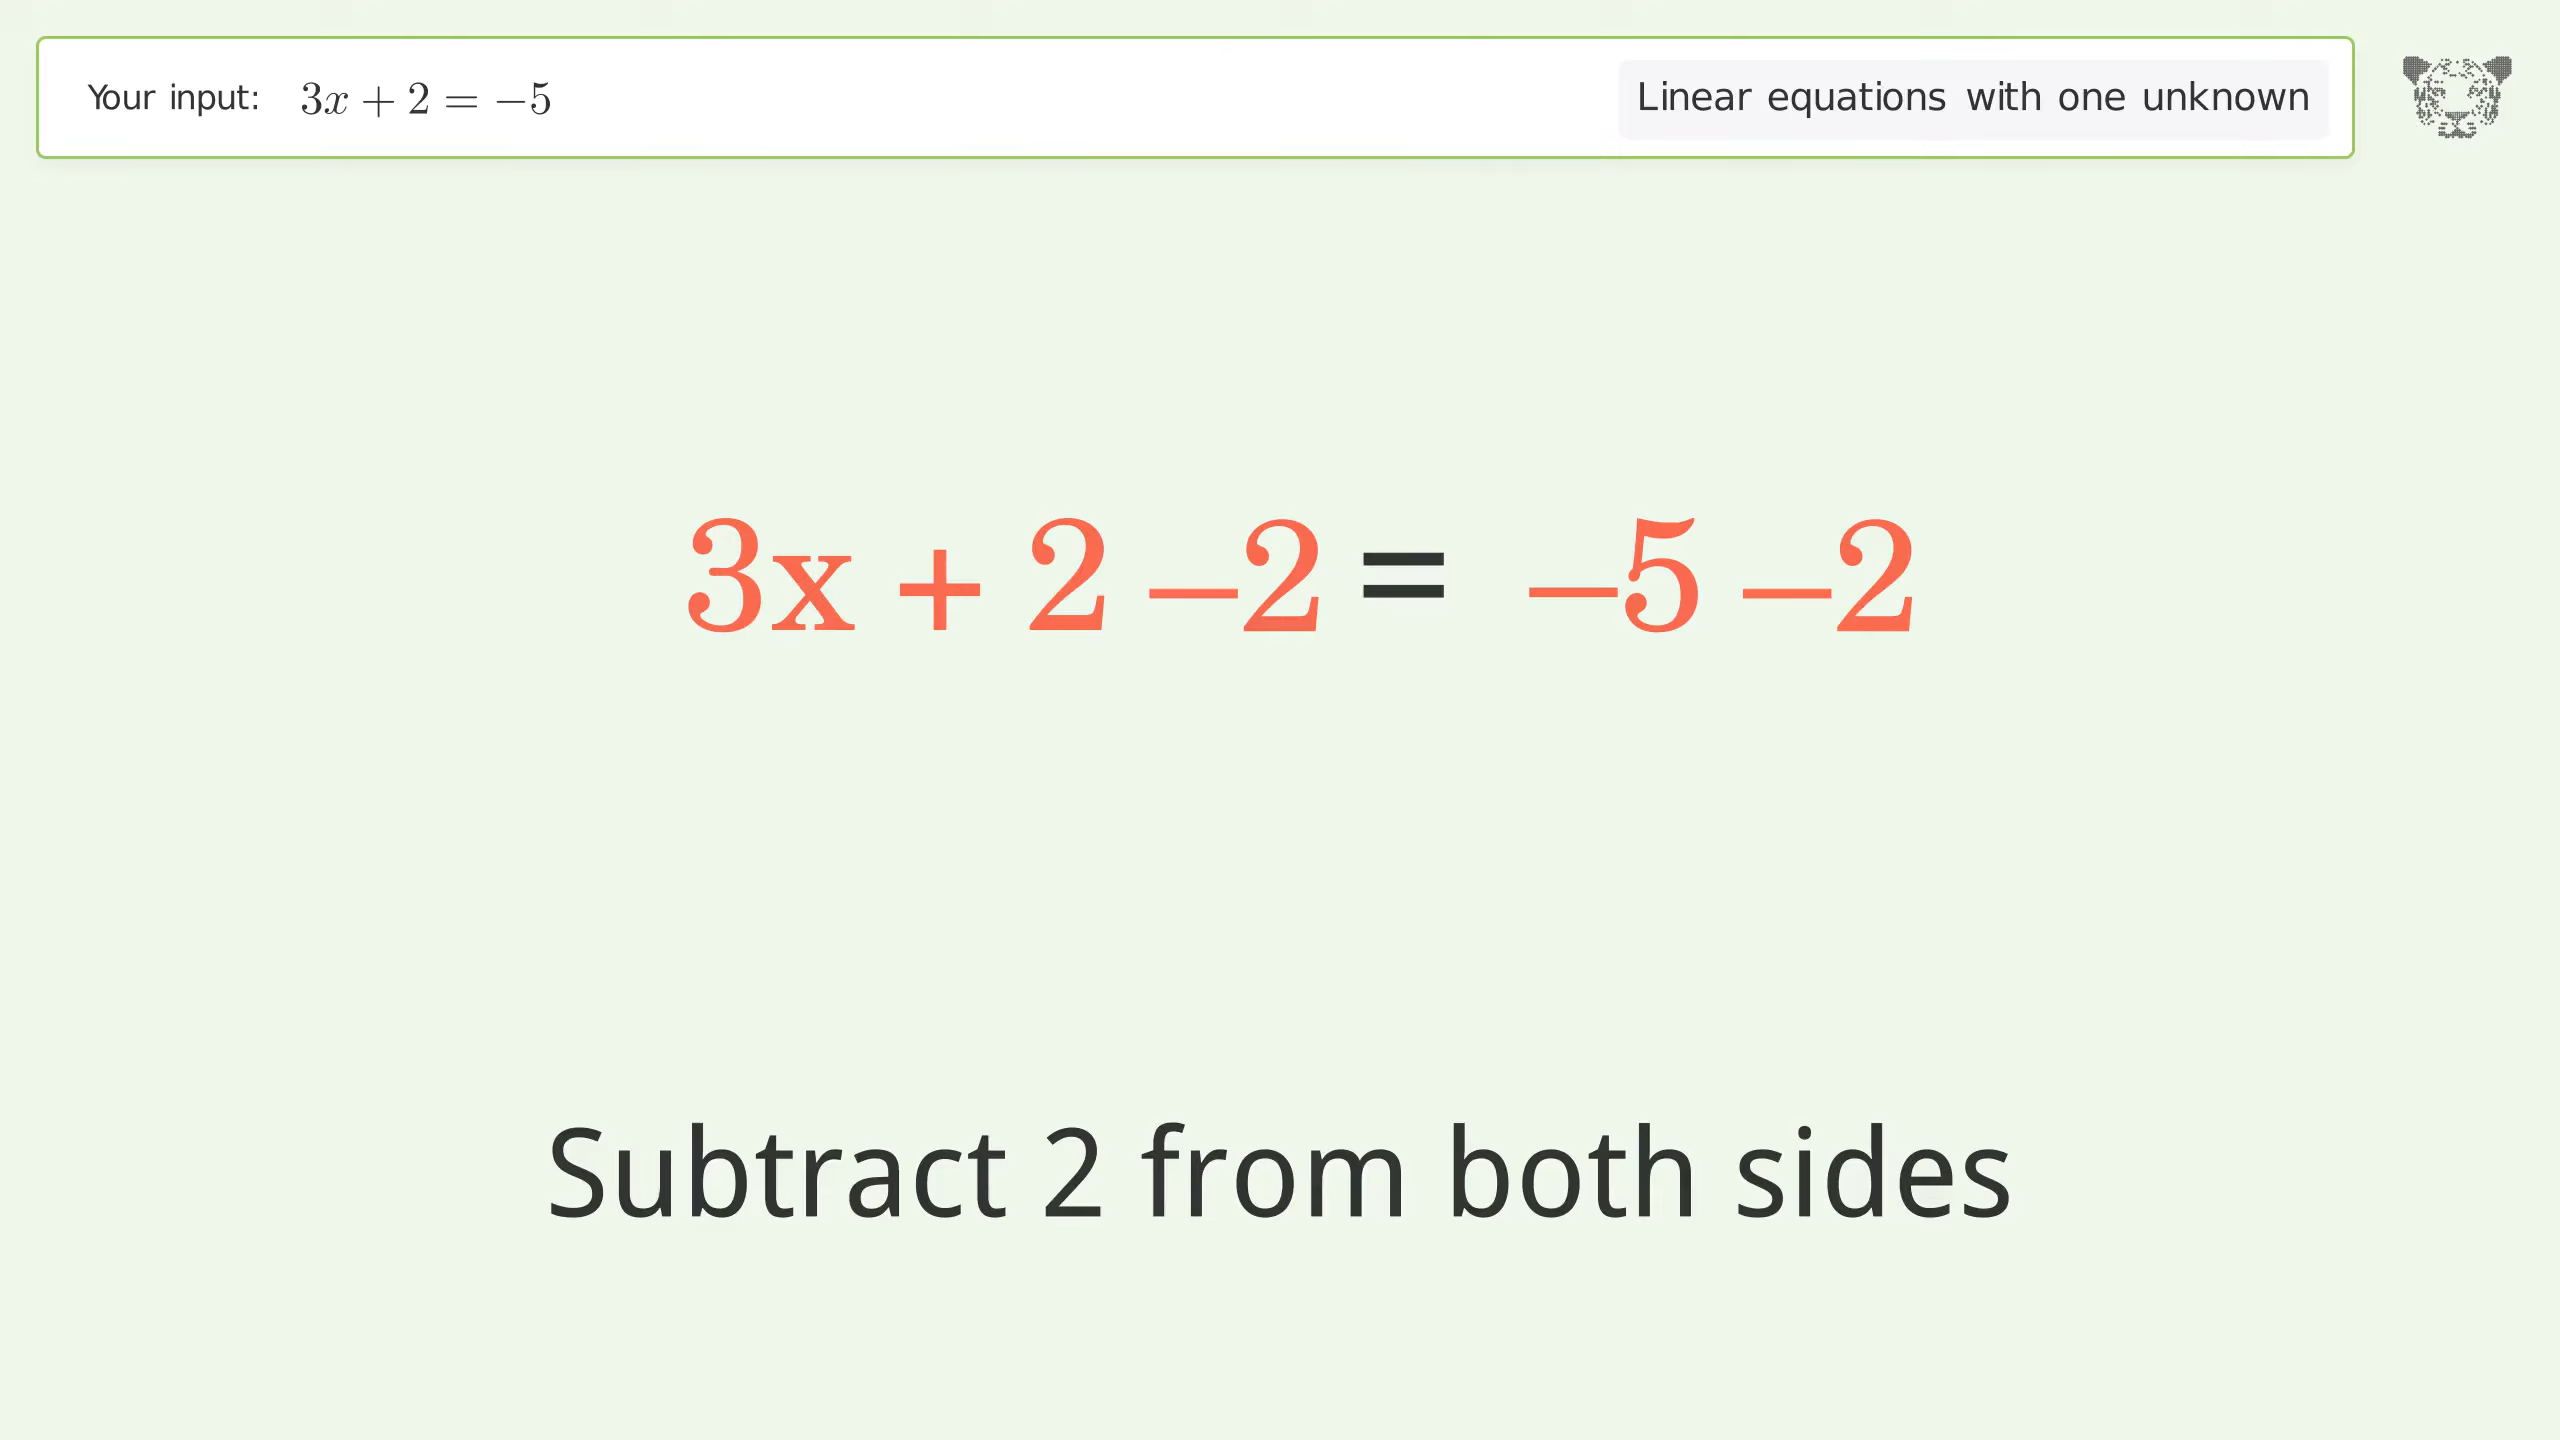 Your input: 3x + 2 = −5
Linear equations with one unknown
3x + 2 −2 = −5 −2
Subtract 2 from both sides